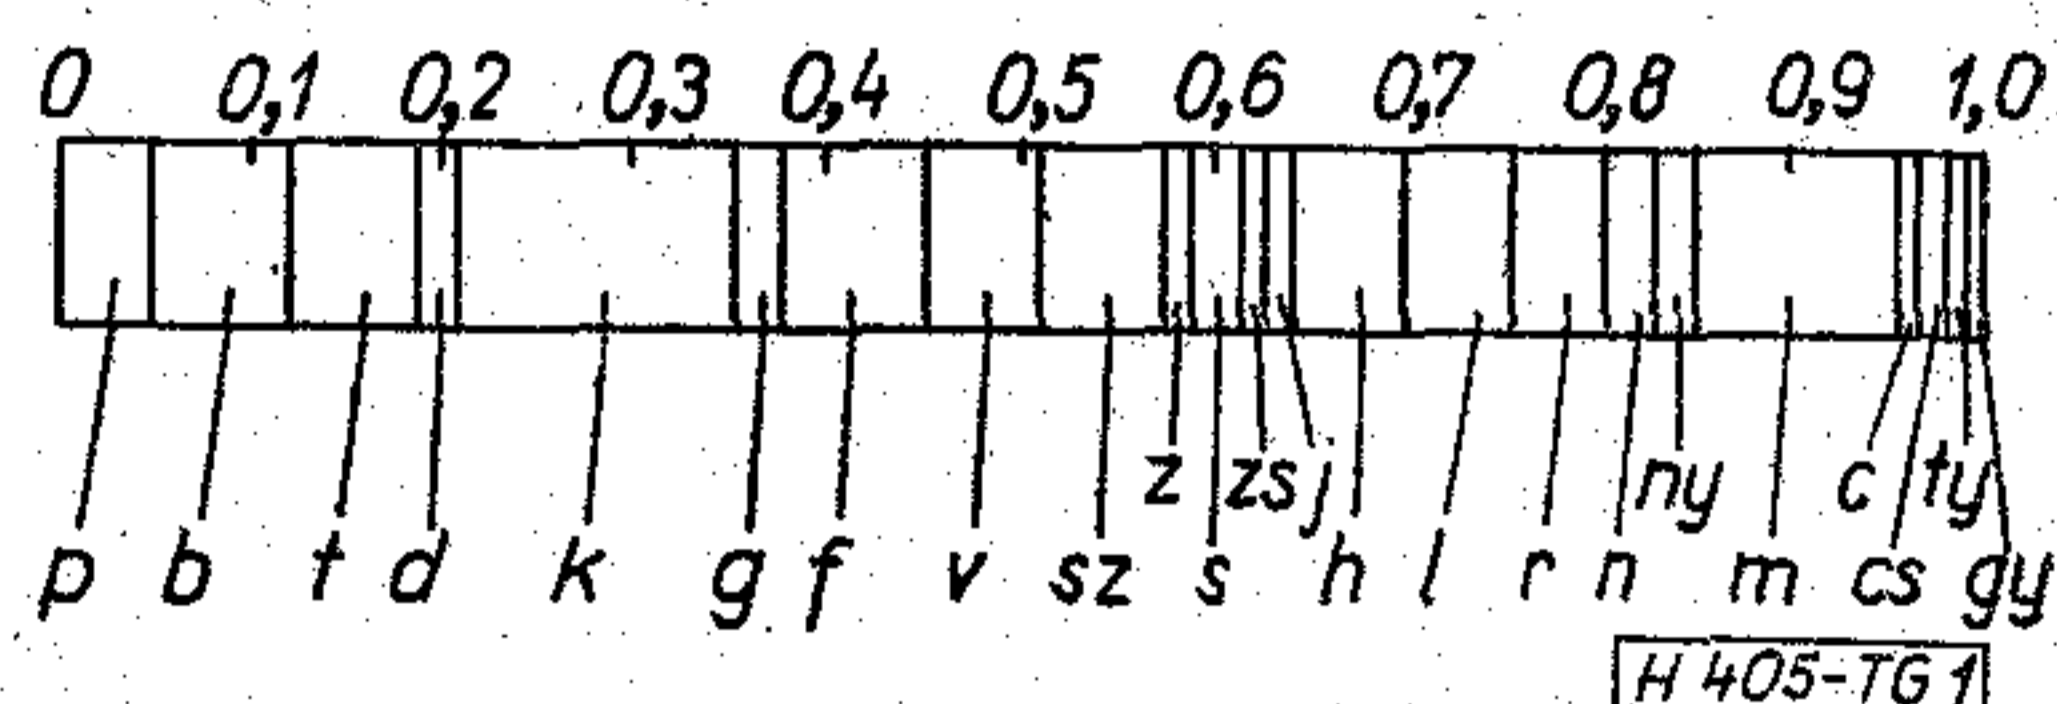 0 0,1 0,2 0,3 0,4 0,5 0,6 0,7 0,8 0,9 1,0
z zs j ny c ty
p b t d k g f v sz s h l r n m cs gy
H 405-TG 1